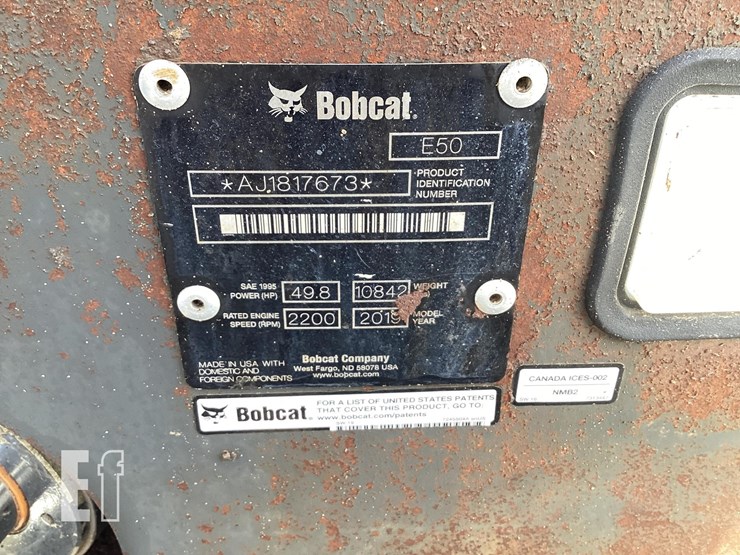 Bobcat.
E50
*AJ1817673*
PRODUCT
IDENTIFICATION
NUMBER
SAE 1995
POWER (HP)
49.8
10842
WEIGHT
RATED ENGINE
SPEED (RPM)
2200
2019
MODEL
YEAR
MADE IN USA WITH
DOMESTIC AND
FOREIGN COMPONENTS
Bobcat Company
West Fargo, ND 58078 USA
www.bobcat.com
Bobcat.
FOR A LIST OF UNITED STATES PATENTS
THAT COVER THIS PRODUCT, GO TO:
www.bobcat.com/patents
CANADA ICES-002
NMB2
Ef